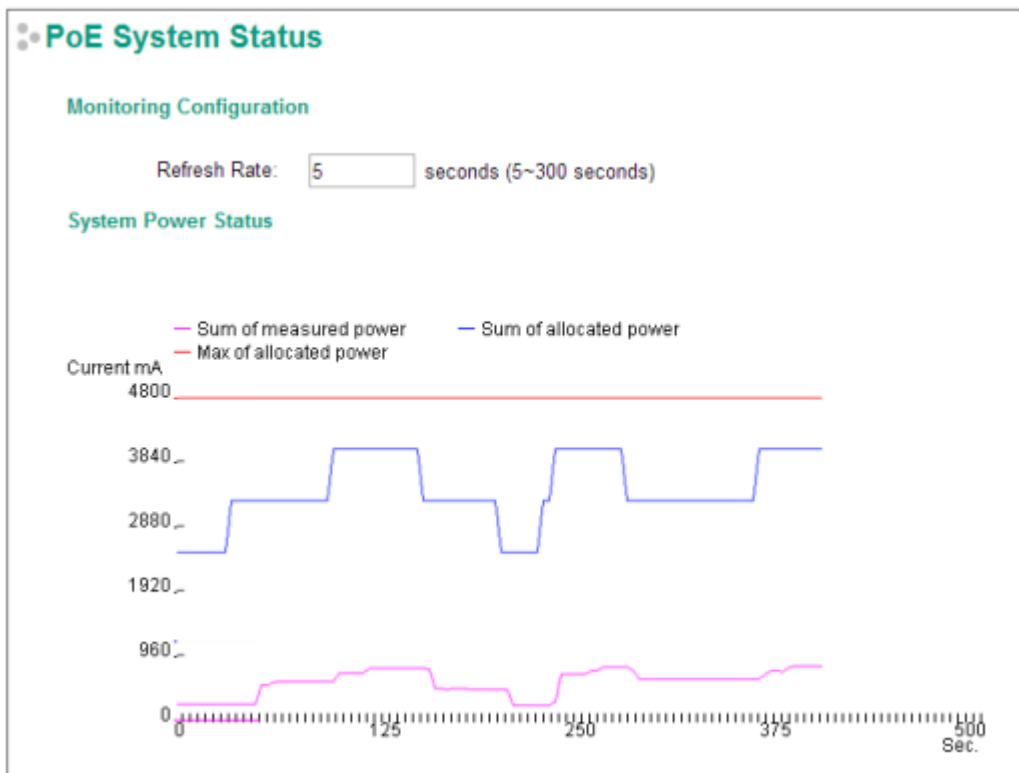 PoE System Status
Monitoring Configuration
Refresh Rate: 5 seconds (5~300 seconds)
System Power Status
Sum of measured power Sum of allocated power
Max of allocated power
Current mA
4800
3840
2880
1920
960
0
0 125 250 375 500
Sec.